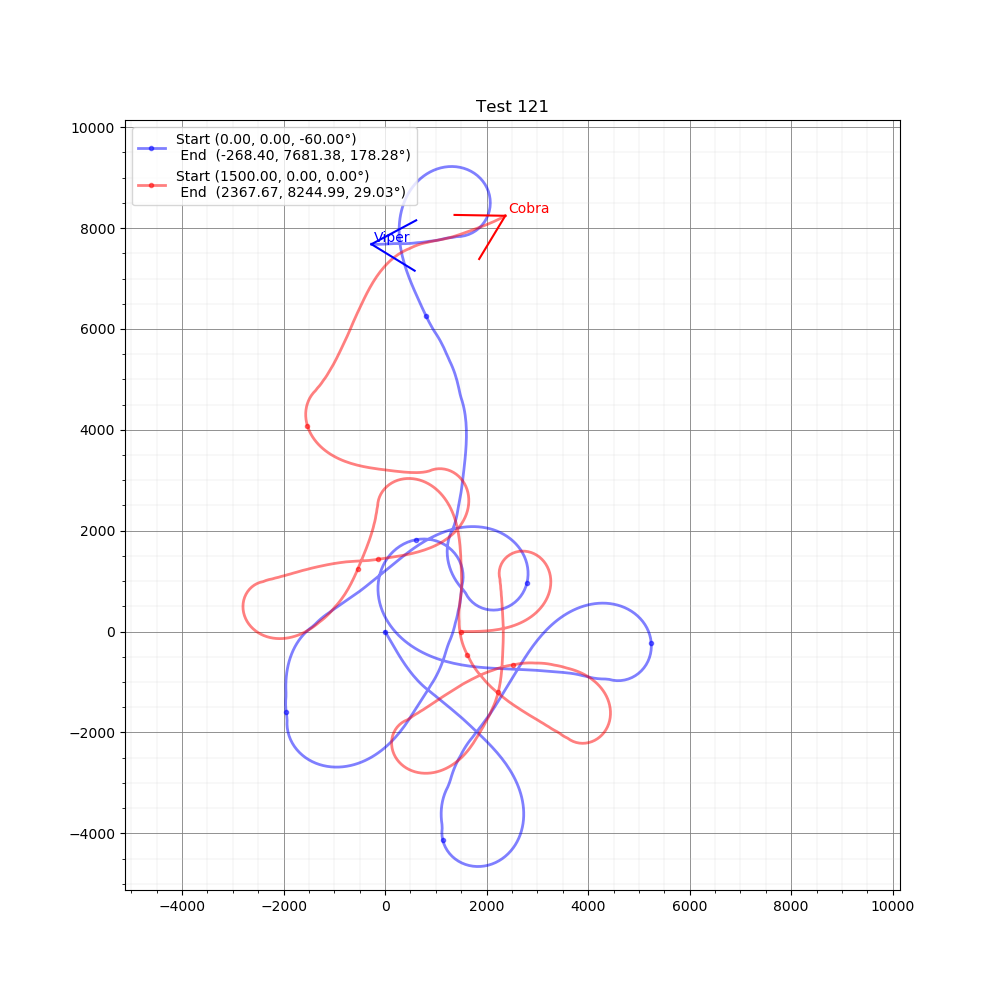 Test 121
Start (0.00, 0.00, -60.00°)
End (-268.40, 7681.38, 178.28°)
Start (1500.00, 0.00, 0.00°)
End (2367.67, 8244.99, 29.03°)
Cobra
Viper
10000
8000
6000
4000
2000
0
−2000
−4000
−4000 −2000 0 2000 4000 6000 8000 10000